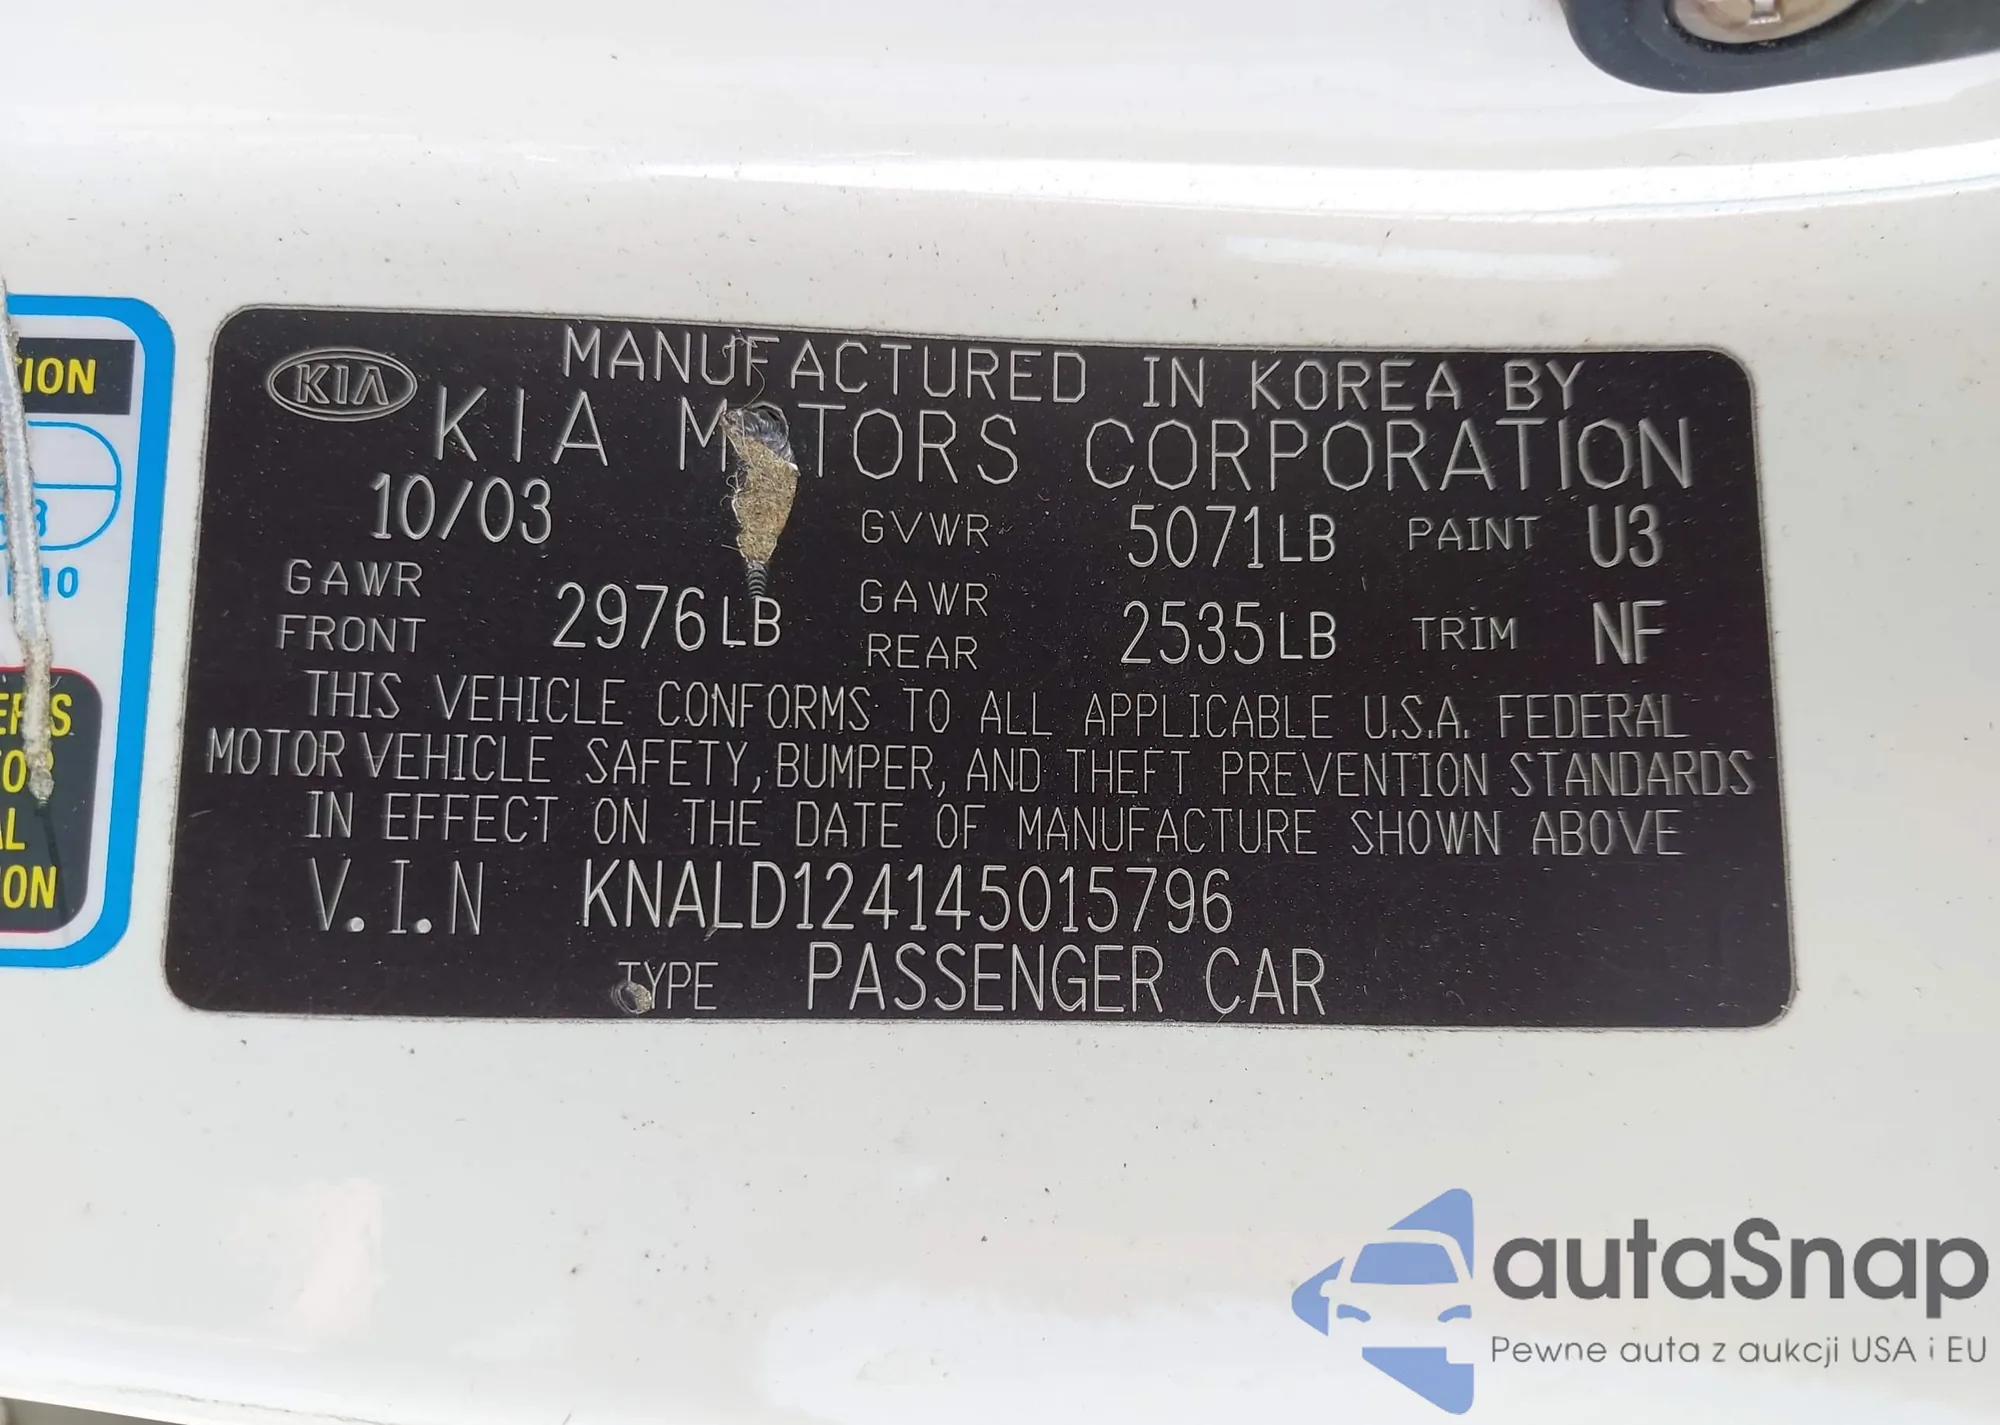 KIA
MANUFACTURED IN KOREA BY
KIA MOTORS CORPORATION
10/03 GVWR 5071LB PAINT U3
GAWR FRONT 2976LB GAWR REAR 2535LB TRIM NF
THIS VEHICLE CONFORMS TO ALL APPLICABLE U.S.A. FEDERAL
MOTOR VEHICLE SAFETY, BUMPER, AND THEFT PREVENTION STANDARDS
IN EFFECT ON THE DATE OF MANUFACTURE SHOWN ABOVE
V.I.N KNALD124145015796
TYPE PASSENGER CAR
autaSnap
Pewne auta z aukcji USA i EU